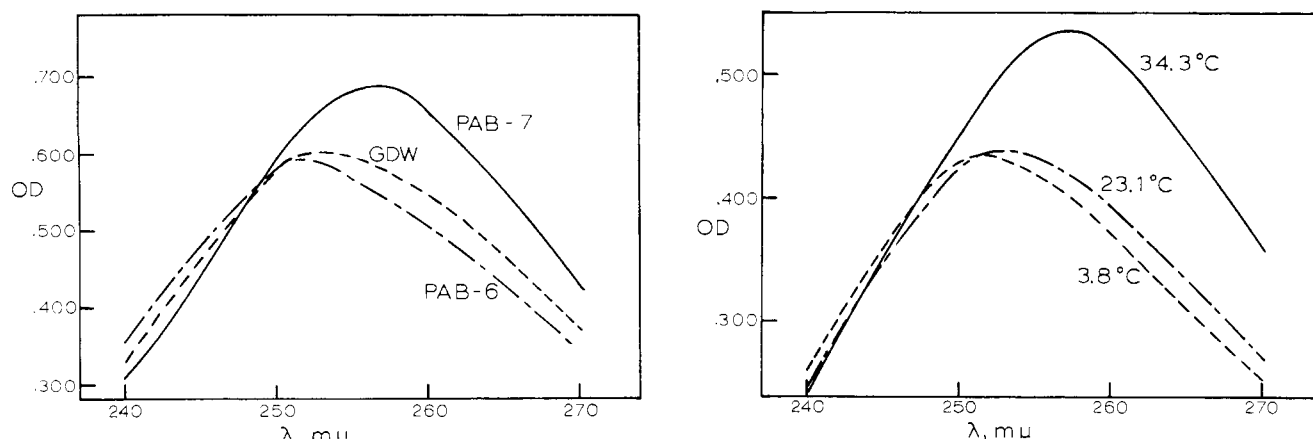 .700
PAB-7
.600
GDW
OD
.500
PAB-6
.400
.300
240 250 260 270
λ, mμ
.500
34.3°C
.400
23.1°C
OD
3.8°C
.300
240 250 260 270
λ, mμ